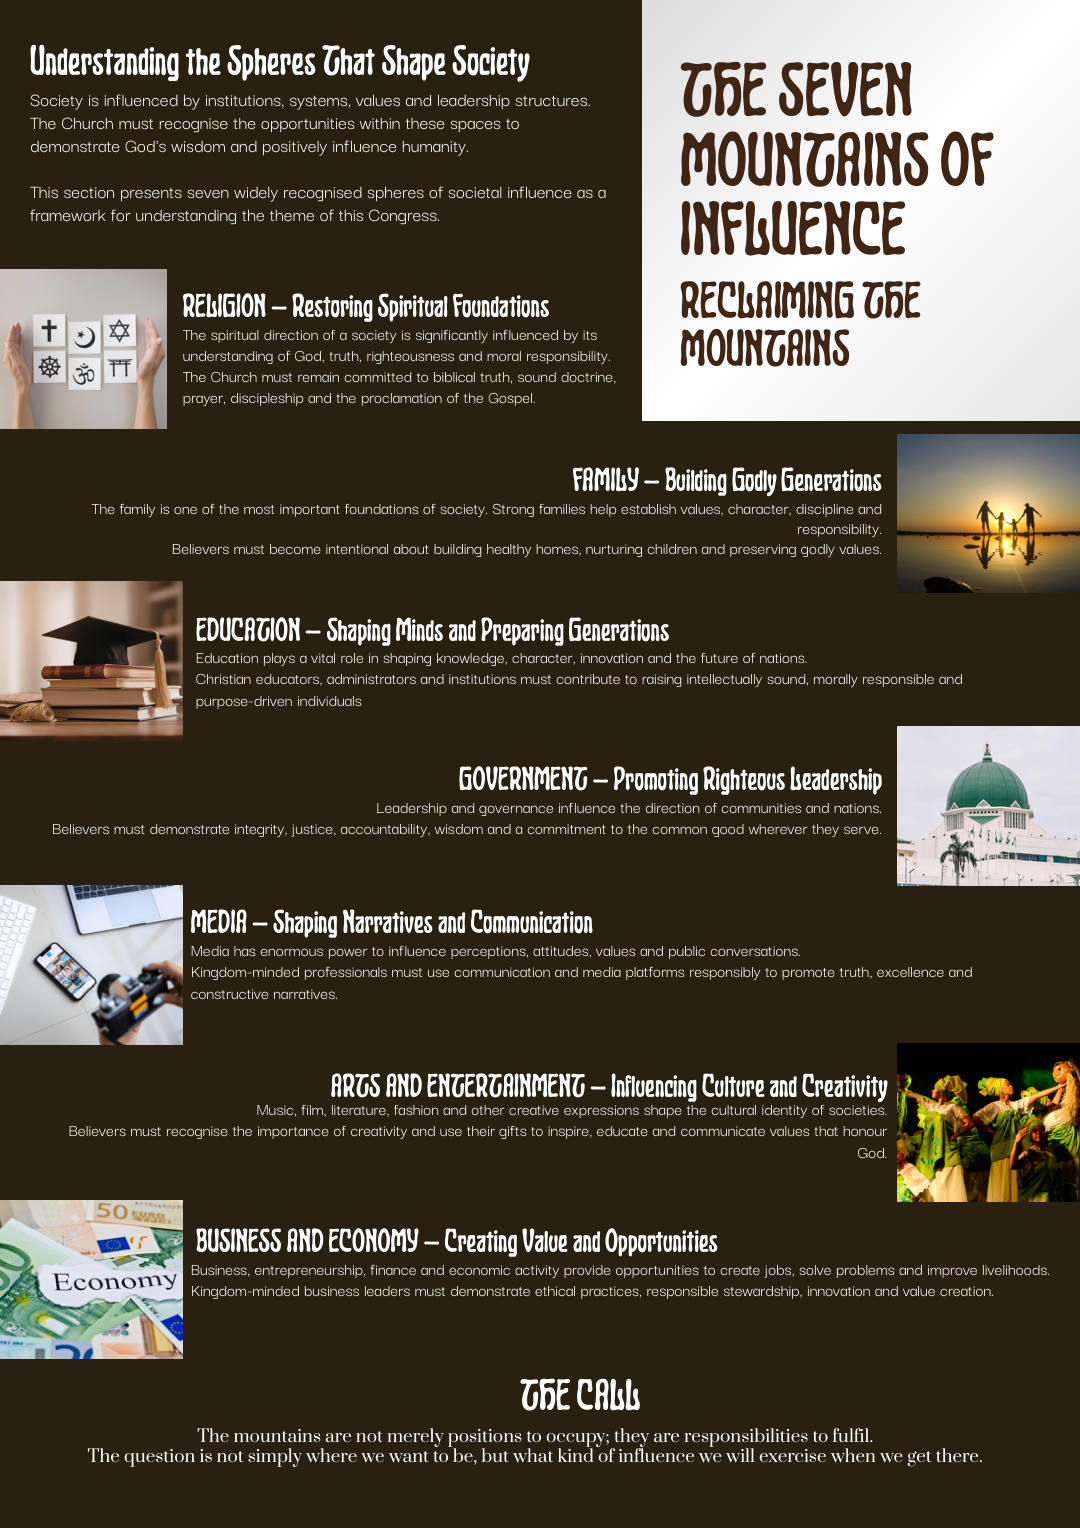 Understanding the Spheres That Shape Society
Society is influenced by institutions, systems, values and leadership structures.
The Church must recognise the opportunities within these spaces to
demonstrate God's wisdom and positively influence humanity.
This section presents seven widely recognised spheres of societal influence as a
framework for understanding the theme of this Congress.
THE SEVEN
MOUNTAINS OF
INFLUENCE
RECLAIMING THE
MOUNTAINS
RELIGION – Restoring Spiritual Foundations
The spiritual direction of a society is significantly influenced by its
understanding of God, truth, righteousness and moral responsibility.
The Church must remain committed to biblical truth, sound doctrine,
prayer, discipleship and the proclamation of the Gospel.
FAMILY – Building Godly Generations
The family is one of the most important foundations of society. Strong families help establish values, character, discipline and
responsibility.
Believers must become intentional about building healthy homes, nurturing children and preserving godly values.
EDUCATION – Shaping Minds and Preparing Generations
Education plays a vital role in shaping knowledge, character, innovation and the future of nations.
Christian educators, administrators and institutions must contribute to raising intellectually sound, morally responsible and
purpose-driven individuals
GOVERNMENT – Promoting Righteous Leadership
Leadership and governance influence the direction of communities and nations.
Believers must demonstrate integrity, justice, accountability, wisdom and a commitment to the common good wherever they serve.
MEDIA – Shaping Narratives and Communication
Media has enormous power to influence perceptions, attitudes, values and public conversations.
Kingdom-minded professionals must use communication and media platforms responsibly to promote truth, excellence and
constructive narratives.
ARTS AND ENTERTAINMENT – Influencing Culture and Creativity
Music, film, literature, fashion and other creative expressions shape the cultural identity of societies.
Believers must recognise the importance of creativity and use their gifts to inspire, educate and communicate values that honour
God.
50 EURO
Economy
BUSINESS AND ECONOMY – Creating Value and Opportunities
Business, entrepreneurship, finance and economic activity provide opportunities to create jobs, solve problems and improve livelihoods.
Kingdom-minded business leaders must demonstrate ethical practices, responsible stewardship, innovation and value creation.
THE CALL
The mountains are not merely positions to occupy; they are responsibilities to fulfil.
The question is not simply where we want to be, but what kind of influence we will exercise when we get there.